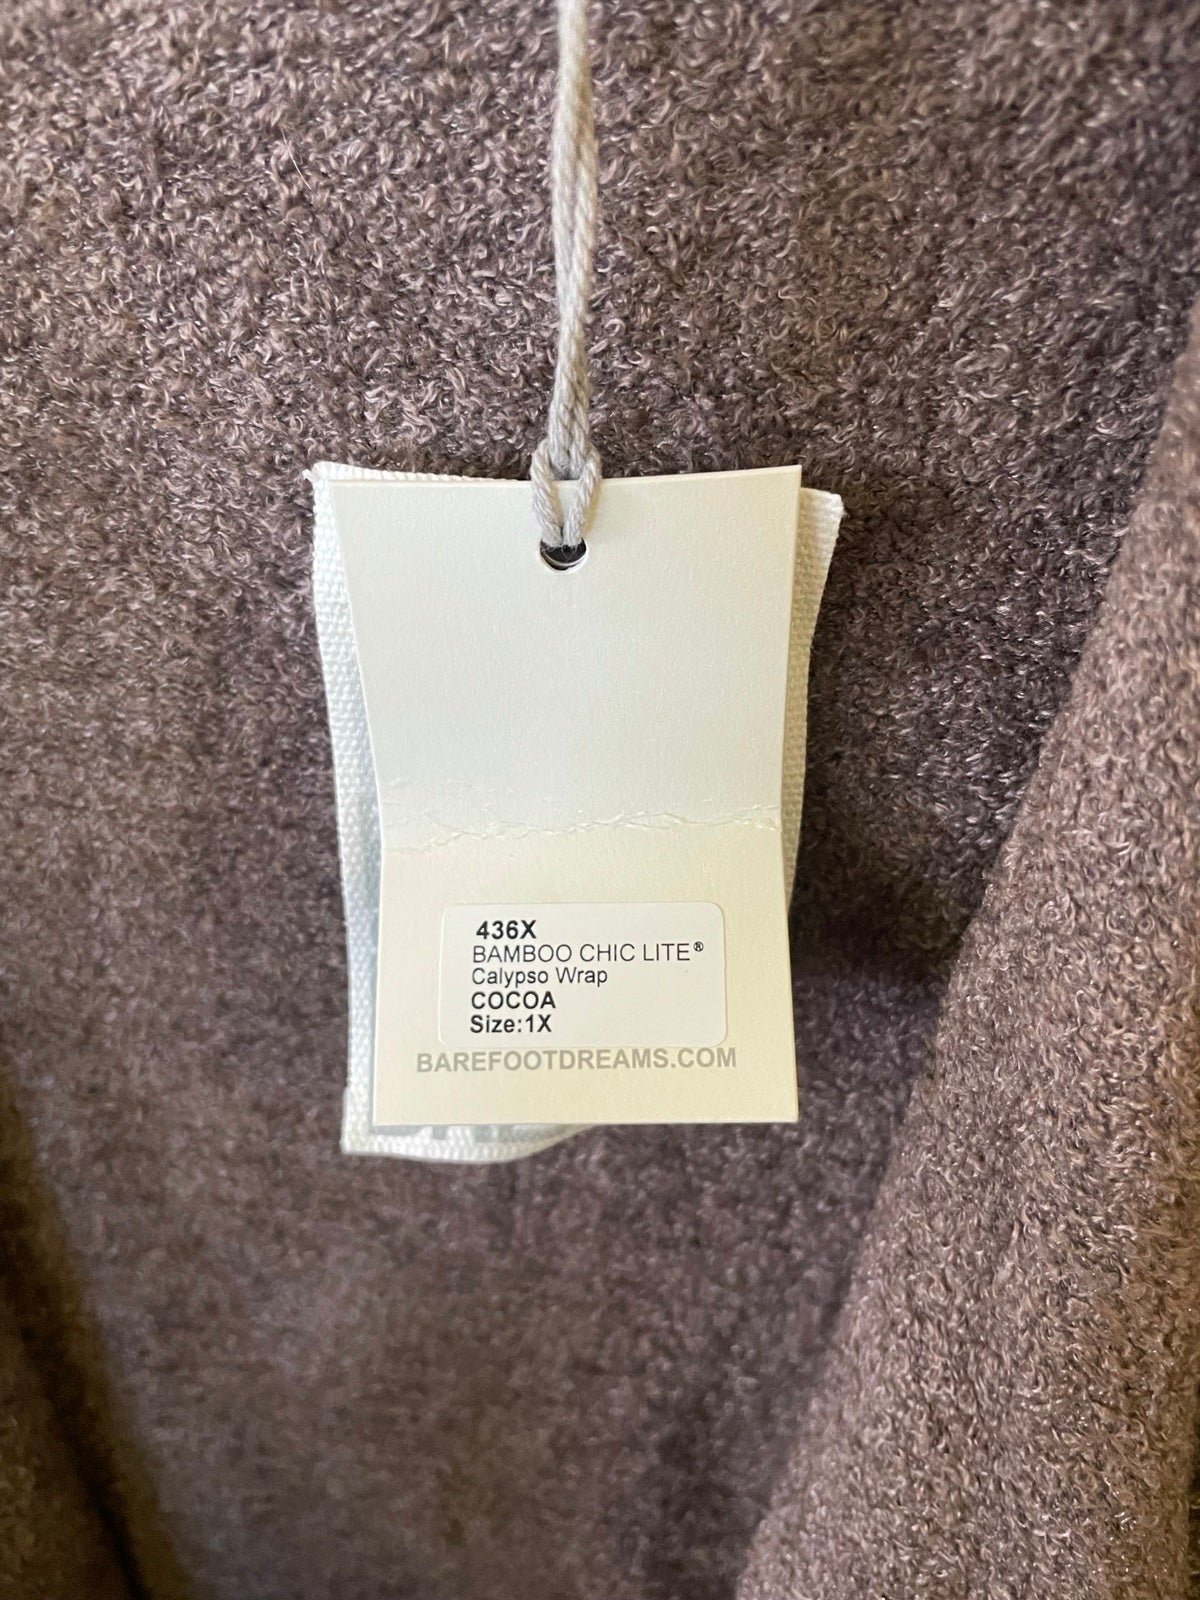 436X
BAMBOO CHIC LITE®
Calypso Wrap
COCOA
Size:1X
BAREFOOTDREAMS.COM